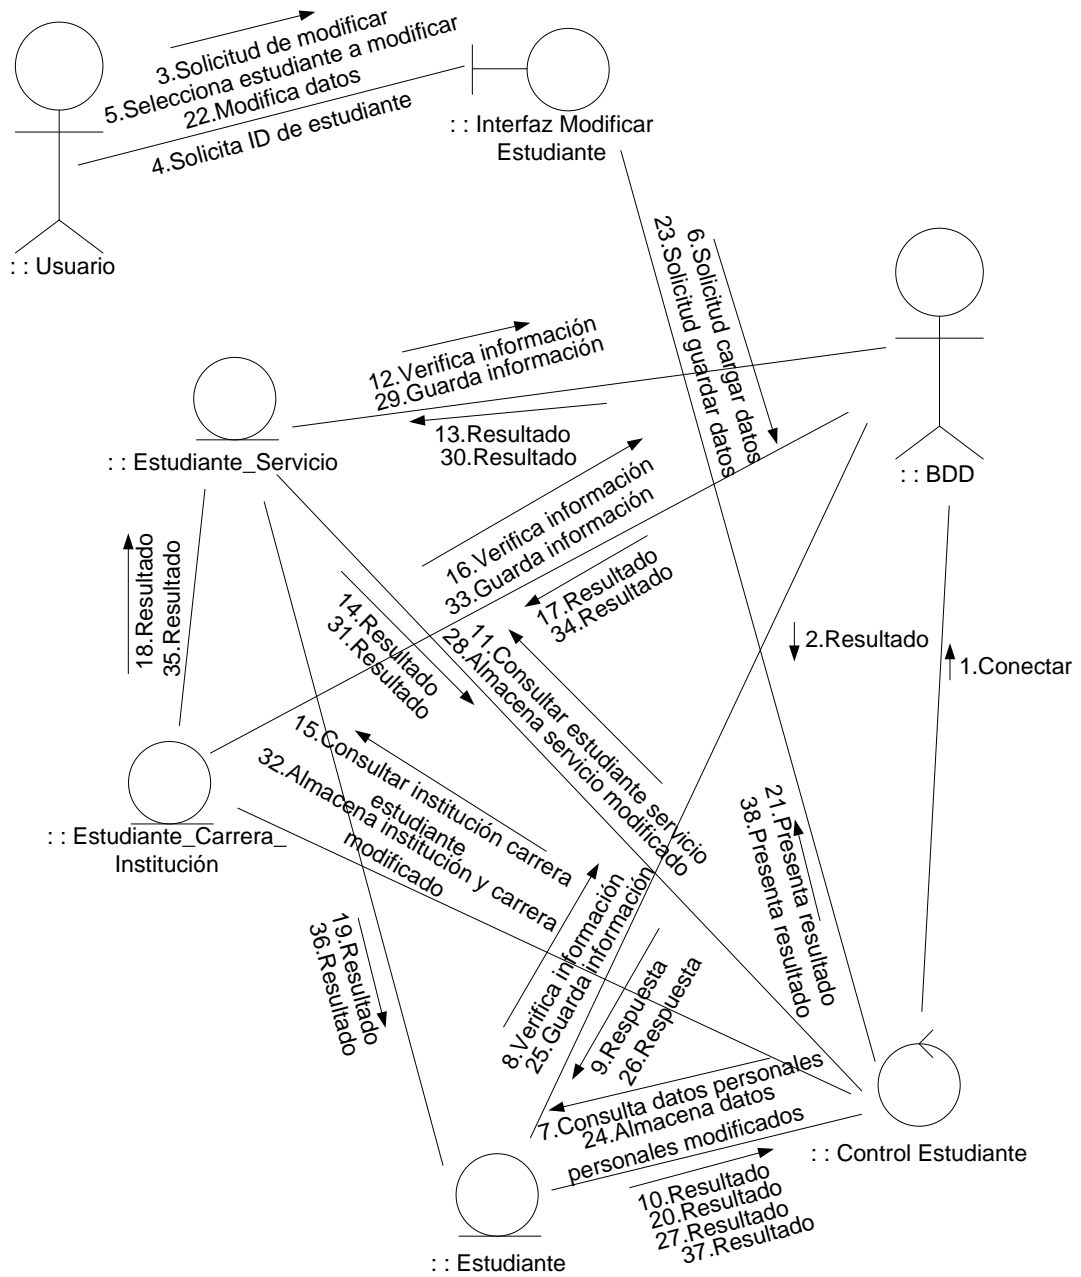 3.Solicitud de modificar
5.Selecciona estudiante a modificar
22.Modifica datos
4.Solicita ID de estudiante
: : Interfaz Modificar
Estudiante
: : Usuario
6.Solicitud cargar datos
23.Solicitud guardar datos
12.Verifica información
29.Guarda información
13.Resultado
30.Resultado
: : Estudiante_Servicio
: : BDD
16.Verifica información
33.Guarda información
17.Resultado
34.Resultado
18.Resultado
35.Resultado
14.Resultado
31.Resultado
11.Consultar estudiante servicio
28.Almacena servicio modificado
2.Resultado
1.Conectar
15.Consultar institución carrera
estudiante
32.Almacena institución y carrera
modificado
: : Estudiante_Carrera_
Institución
21.Presenta resultado
38.Presenta resultado
19.Resultado
36.Resultado
8.Verifica información
25.Guarda información
9.Respuesta
26.Respuesta
7.Consulta datos personales
24.Almacena datos
personales modificados
: : Control Estudiante
10.Resultado
20.Resultado
27.Resultado
37.Resultado
: : Estudiante